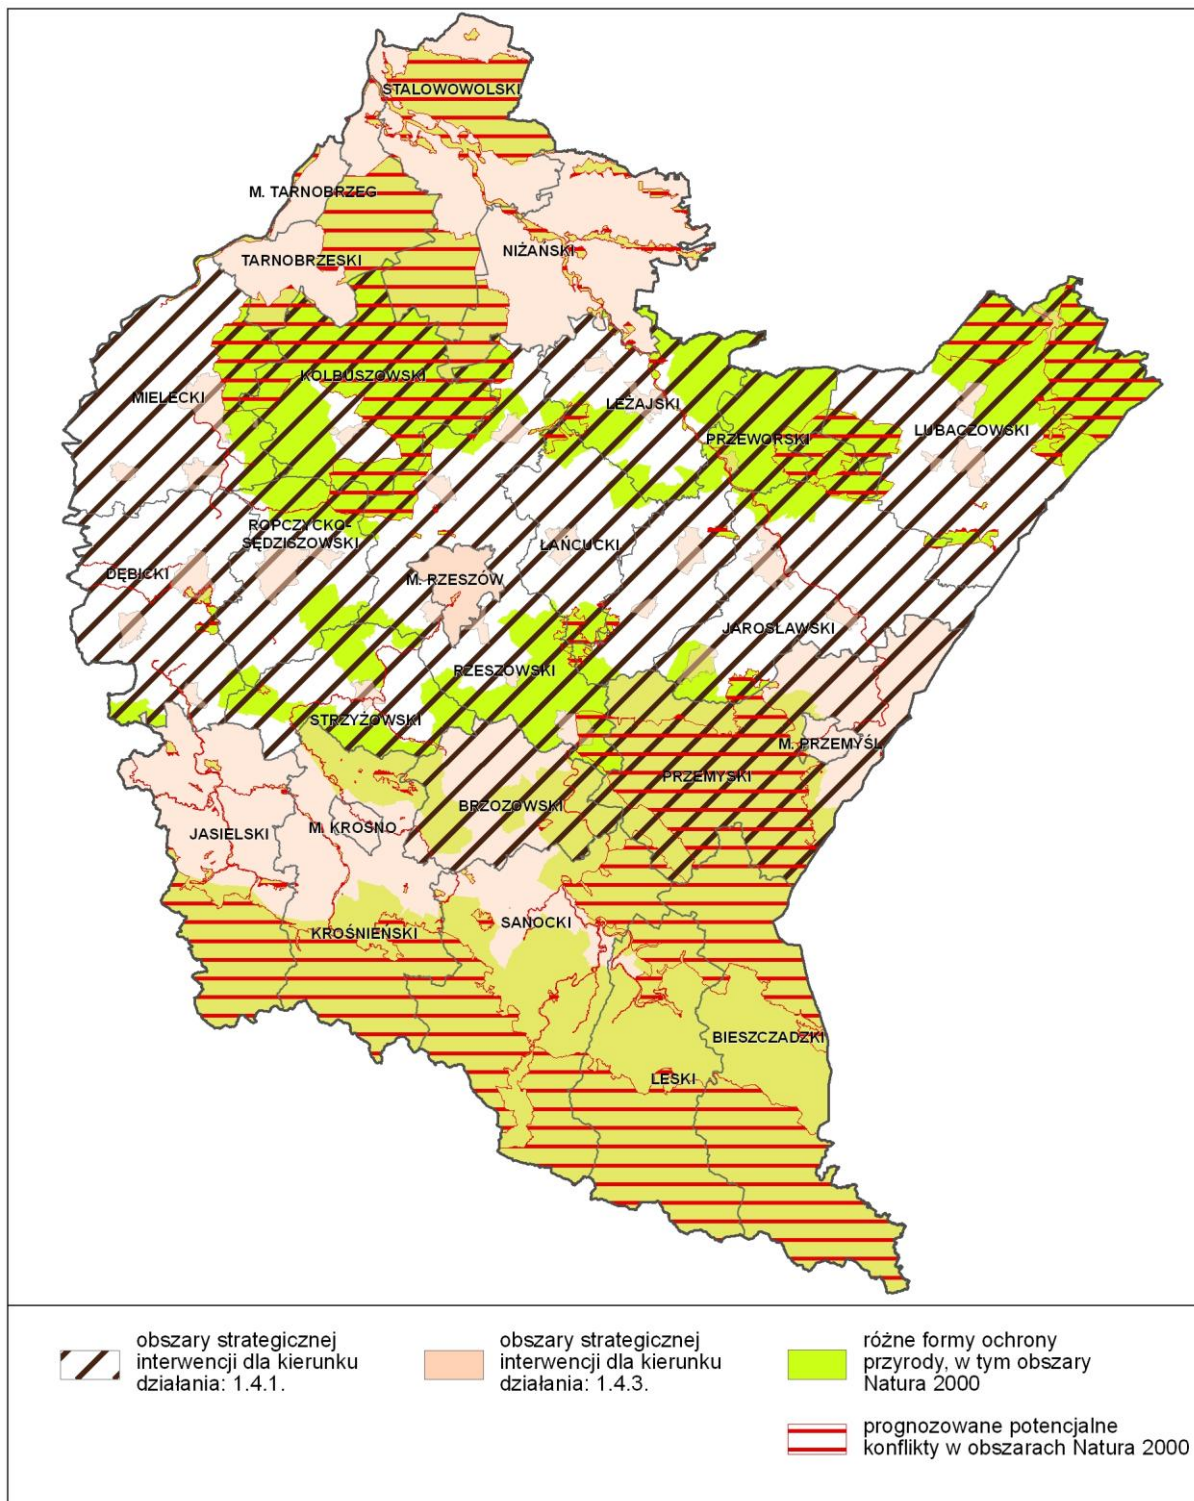 STALOWOWOLSKI
M. TARNOBRZEG
TARNOBRZESKI
NIŻAŃSKI
KOLBUSZOWSKI
MIELECKI
LEŻAJSKI
PRZEWORSKI
LUBACZOWSKI
ROPCZYCKO-
SĘDZISZOWSKI
ŁAŃCUCKI
DĘBICKI
M. RZESZÓW
JAROSŁAWSKI
RZESZOWSKI
STRZYŻOWSKI
M. PRZEMYŚL
PRZEMYSKI
BRZOZOWSKI
JASIELSKI
M. KROSNO
SANOCKI
KROŚNIEŃSKI
BIESZCZADZKI
LESKI
obszary strategicznej
interwencji dla kierunku
działania: 1.4.1.
obszary strategicznej
interwencji dla kierunku
działania: 1.4.3.
różne formy ochrony
przyrody, w tym obszary
Natura 2000
prognozowane potencjalne
konflikty w obszarach Natura 2000